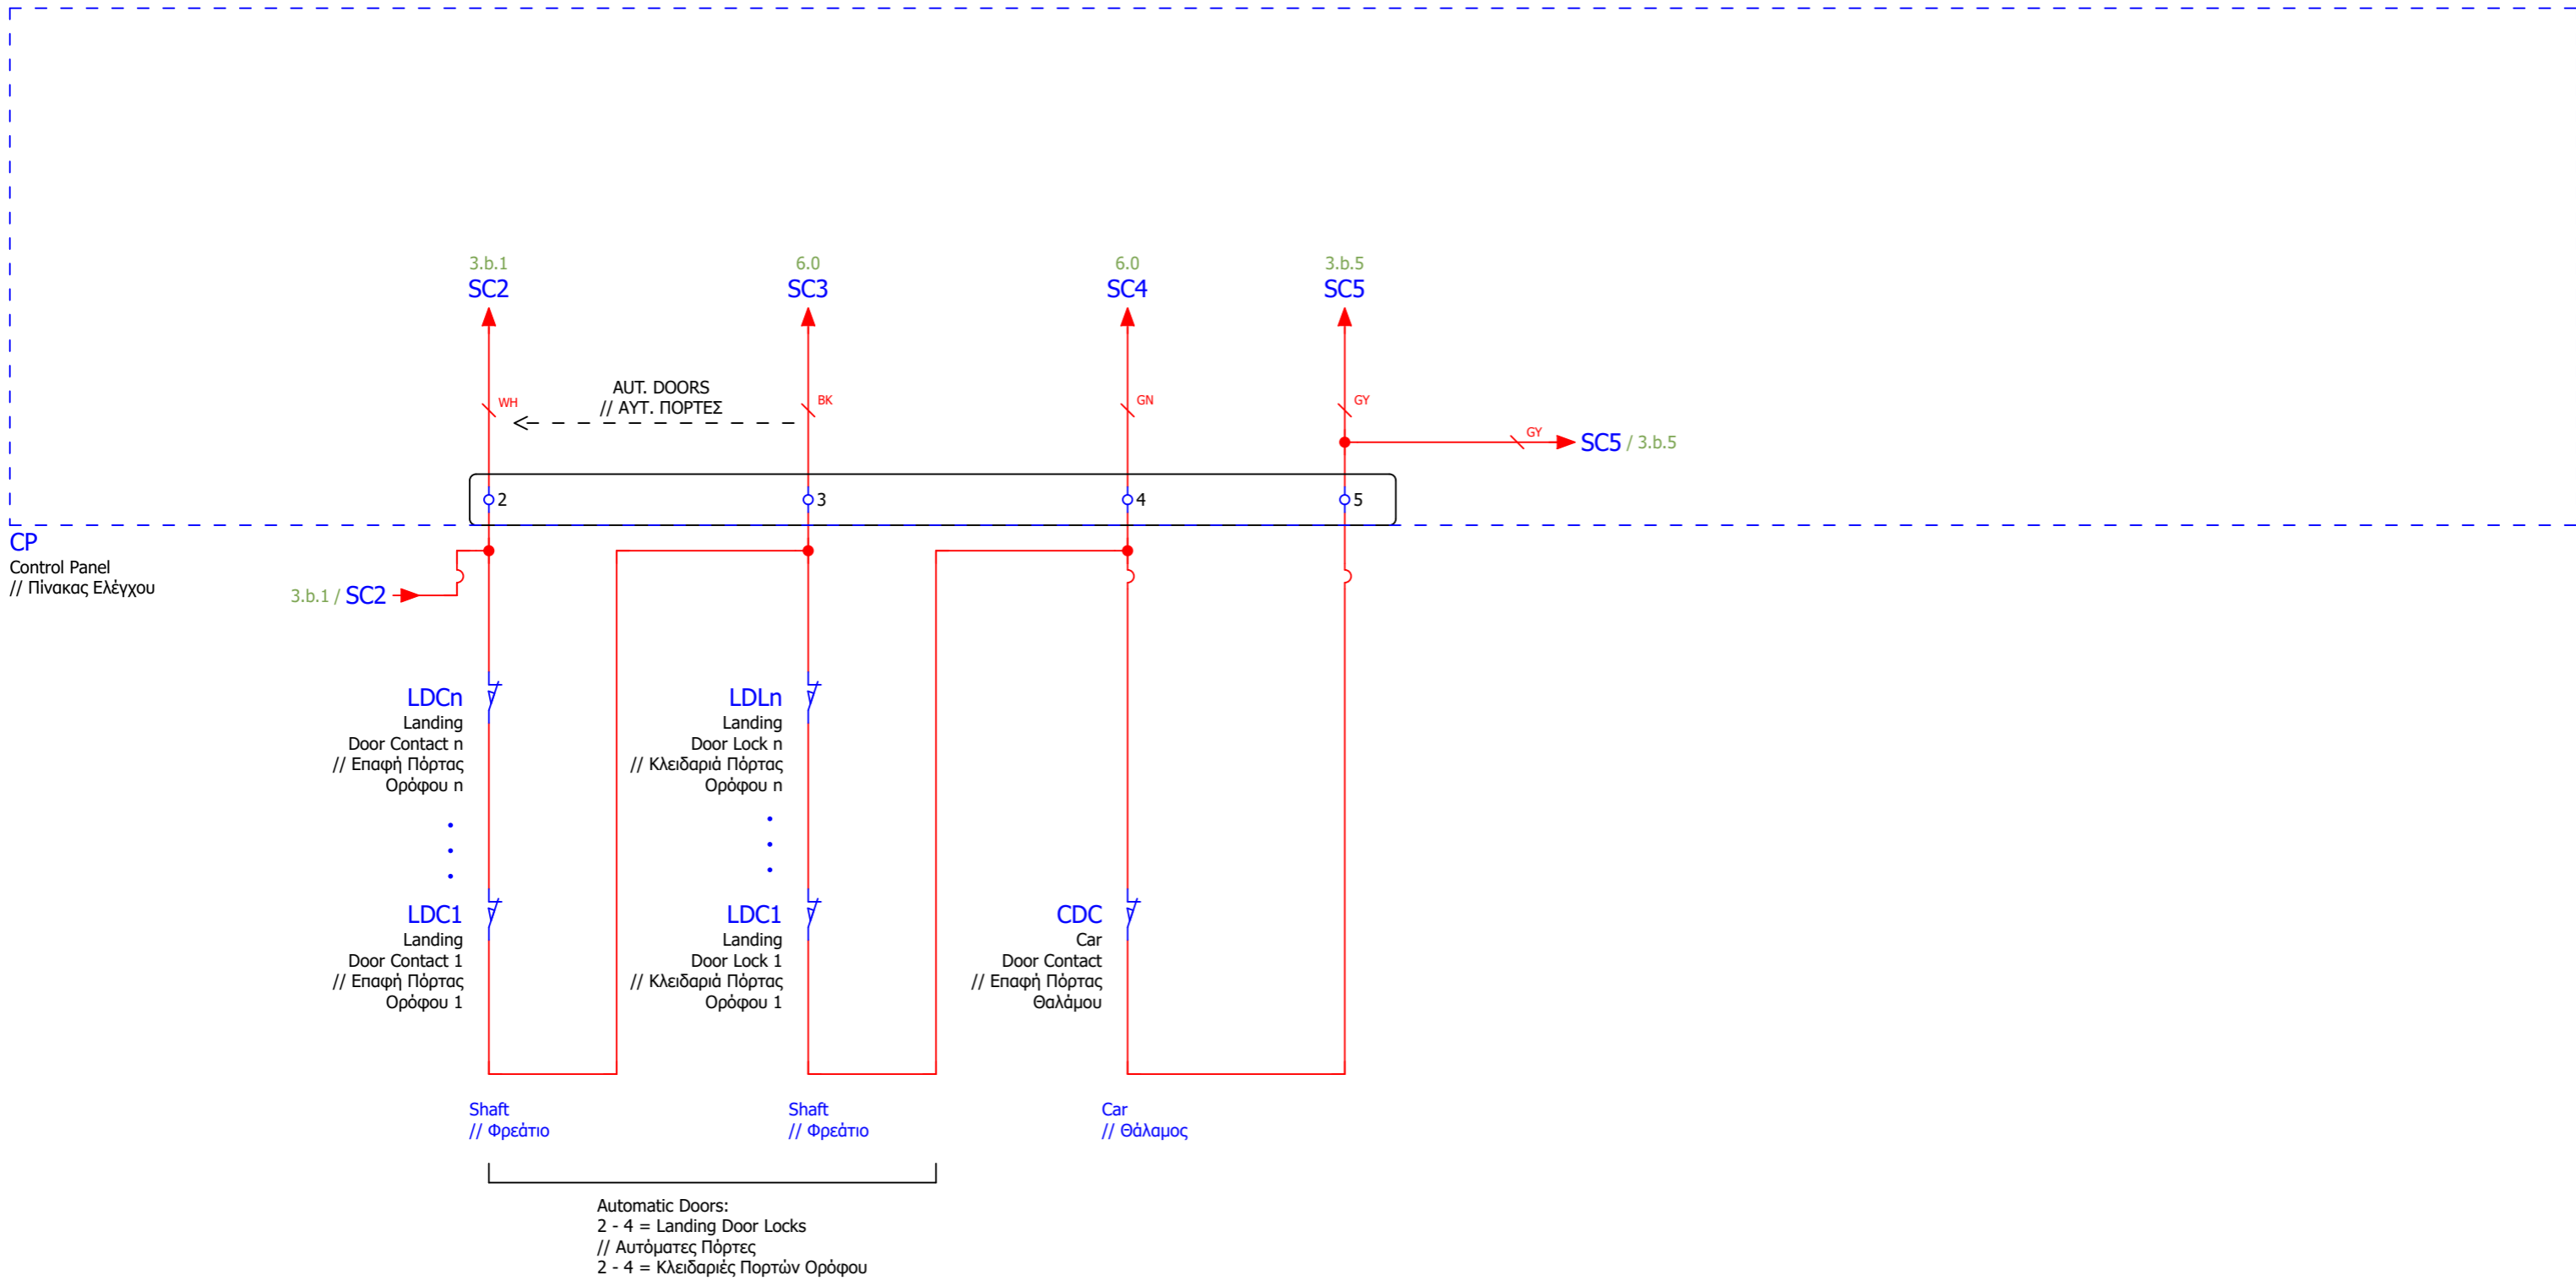 3.b.1
SC2
6.0
SC3
6.0
SC4
3.b.5
SC5
AUT. DOORS
// ΑΥΤ. ΠΟΡΤΕΣ
WH
BK
GN
GY
GY
SC5 / 3.b.5
2
3
4
5
CP
Control Panel
// Πίνακας Ελέγχου
3.b.1 / SC2
LDCn
Landing
Door Contact n
// Επαφή Πόρτας
Ορόφου n
LDLn
Landing
Door Lock n
// Κλειδαριά Πόρτας
Ορόφου n
LDC1
Landing
Door Contact 1
// Επαφή Πόρτας
Ορόφου 1
LDC1
Landing
Door Lock 1
// Κλειδαριά Πόρτας
Ορόφου 1
CDC
Car
Door Contact
// Επαφή Πόρτας
Θαλάμου
Shaft
// Φρεάτιο
Shaft
// Φρεάτιο
Car
// Θάλαμος
Automatic Doors:
2 - 4 = Landing Door Locks
// Αυτόματες Πόρτες
2 - 4 = Κλειδαριές Πορτών Ορόφου